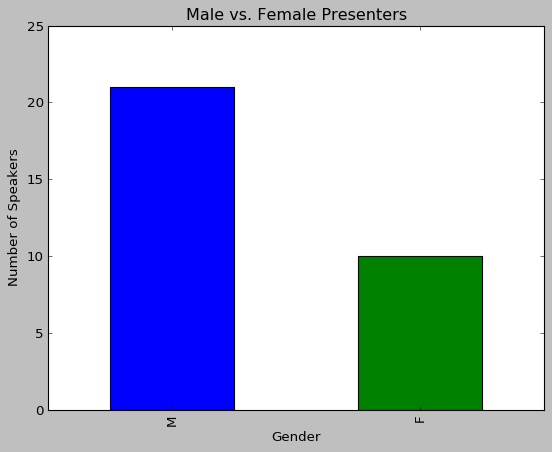 Male vs. Female Presenters
25
20
15
10
5
0
Number of Speakers
M
F
Gender